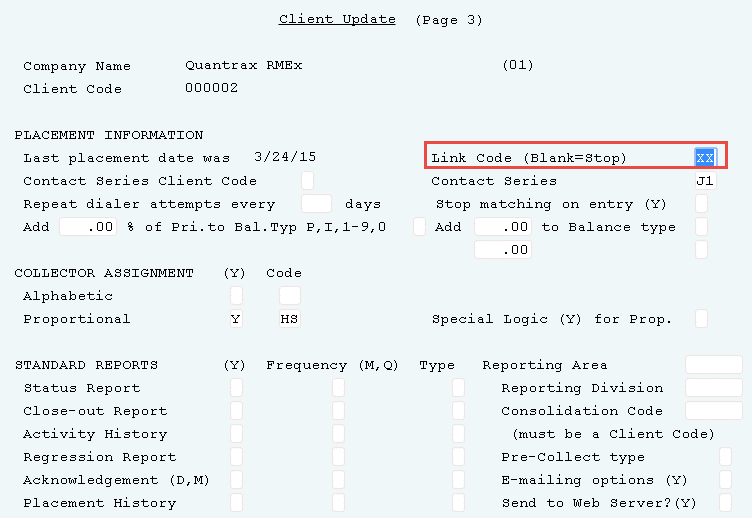 Client Update (Page 3)
Company Name Quantrax RMEx (01)
Client Code 000002
PLACEMENT INFORMATION
Last placement date was 3/24/15 Link Code (Blank=Stop) XX
Contact Series Client Code Contact Series J1
Repeat dialer attempts every days Stop matching on entry (Y)
Add .00 % of Pri.to Bal.Typ P,I,1-9,O Add .00 to Balance type
.00
COLLECTOR ASSIGNMENT (Y) Code
Alphabetic
Proportional Y HS Special Logic (Y) for Prop.
STANDARD REPORTS (Y) Frequency (M,Q) Type Reporting Area
Status Report Reporting Division
Close-out Report Consolidation Code
Activity History (must be a Client Code)
Regression Report Pre-Collect type
Acknowledgement (D,M) E-mailing options (Y)
Placement History Send to Web Server?(Y)